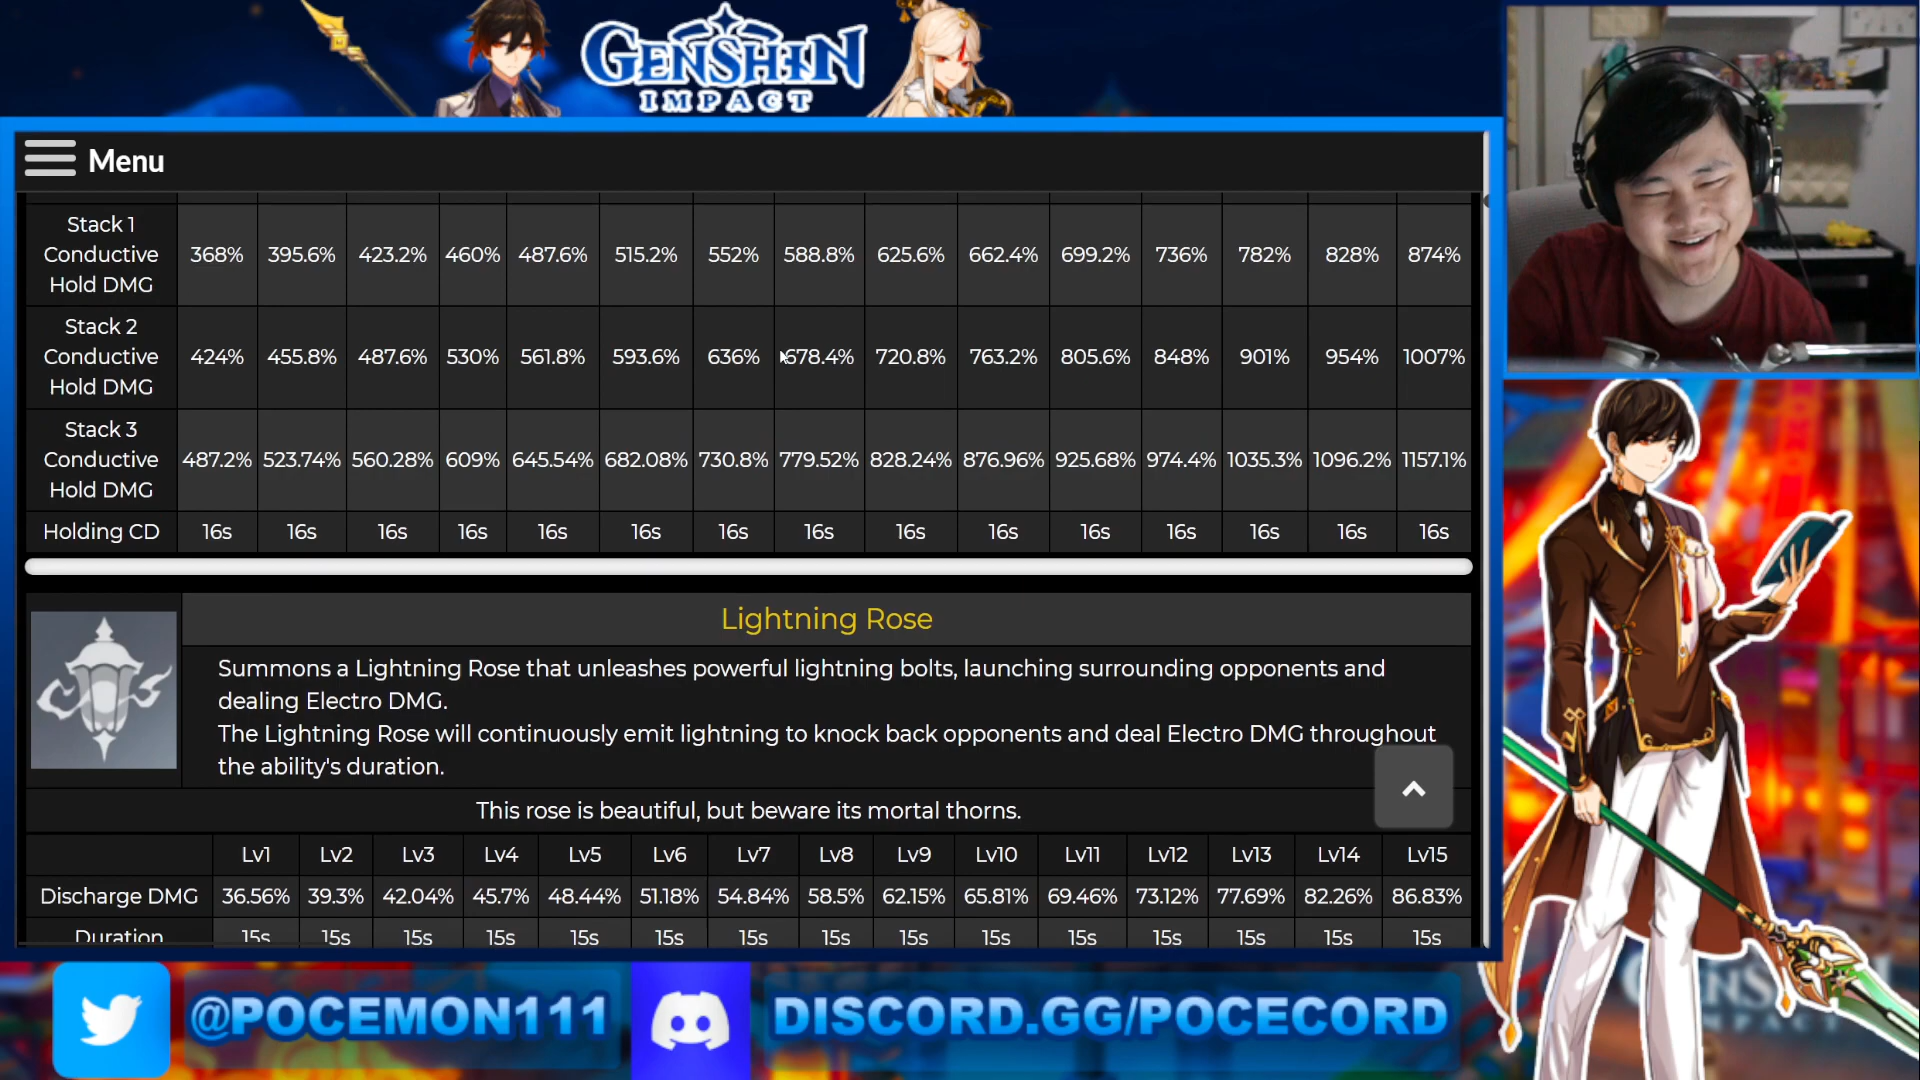 GENSHIN
IMPACT
Menu
Stack 1 Conductive Hold DMG 368% 395.6% 423.2% 460% 487.6% 515.2% 552% 588.8% 625.6% 662.4% 699.2% 736% 782% 828% 874%
Stack 2 Conductive Hold DMG 424% 455.8% 487.6% 530% 561.8% 593.6% 636% 678.4% 720.8% 763.2% 805.6% 848% 901% 954% 1007%
Stack 3 Conductive Hold DMG 487.2% 523.74% 560.28% 609% 645.54% 682.08% 730.8% 779.52% 828.24% 876.96% 925.68% 974.4% 1035.3% 1096.2% 1157.1%
Holding CD 16s 16s 16s 16s 16s 16s 16s 16s 16s 16s 16s 16s 16s 16s 16s
Lightning Rose
Summons a Lightning Rose that unleashes powerful lightning bolts, launching surrounding opponents and
dealing Electro DMG.
The Lightning Rose will continuously emit lightning to knock back opponents and deal Electro DMG throughout
the ability's duration.
This rose is beautiful, but beware its mortal thorns.
Lv1 Lv2 Lv3 Lv4 Lv5 Lv6 Lv7 Lv8 Lv9 Lv10 Lv11 Lv12 Lv13 Lv14 Lv15
Discharge DMG 36.56% 39.3% 42.04% 45.7% 48.44% 51.18% 54.84% 58.5% 62.15% 65.81% 69.46% 73.12% 77.69% 82.26% 86.83%
Duration 15s 15s 15s 15s 15s 15s 15s 15s 15s 15s 15s 15s 15s 15s 15s
@POCEMON111 DISCORD.GG/POCECORD